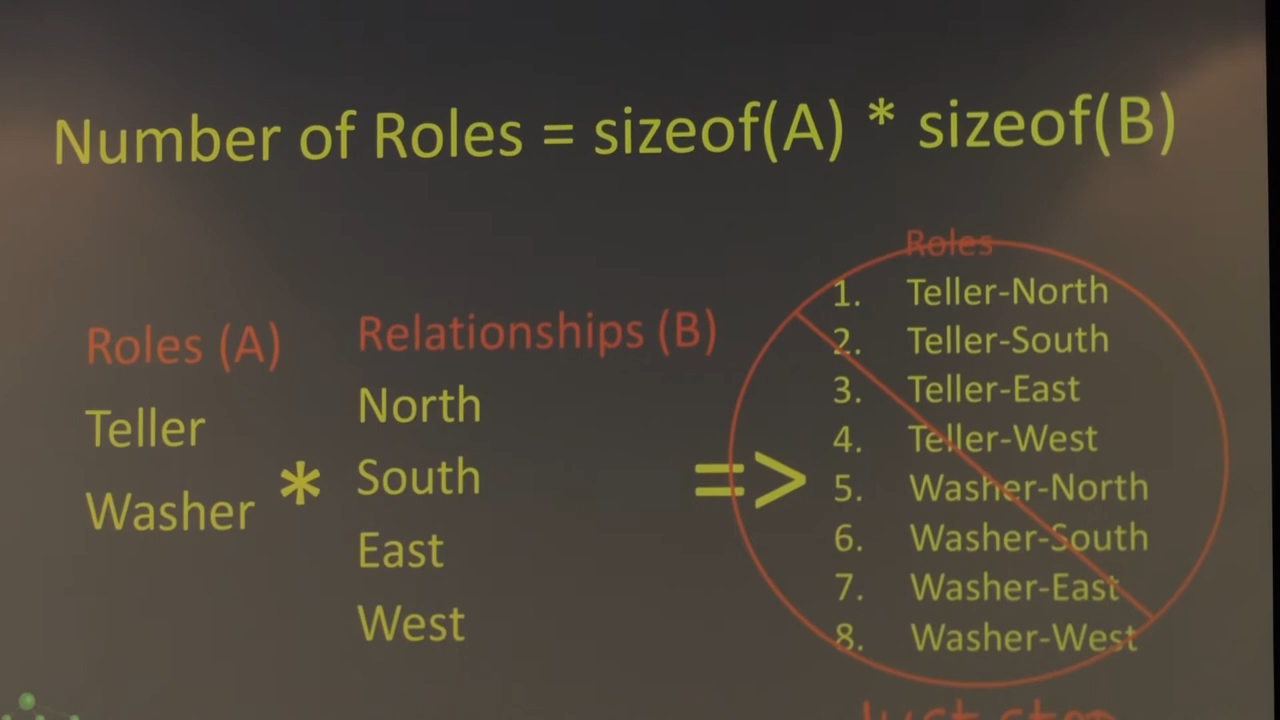 Number of Roles = sizeof(A) * sizeof(B)
Roles (A)
Teller
Washer
*
Relationships (B)
North
South
East
West
=>
Roles
1. Teller-North
2. Teller-South
3. Teller-East
4. Teller-West
5. Washer-North
6. Washer-South
7. Washer-East
8. Washer-West